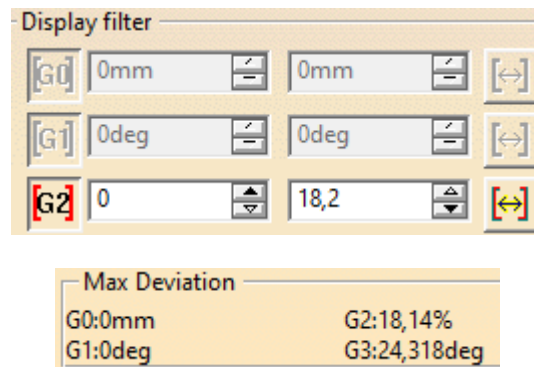 Display filter
G0 0mm 0mm
G1 0deg 0deg
G2 0 18,2
Max Deviation
G0:0mm G2:18,14%
G1:0deg G3:24,318deg